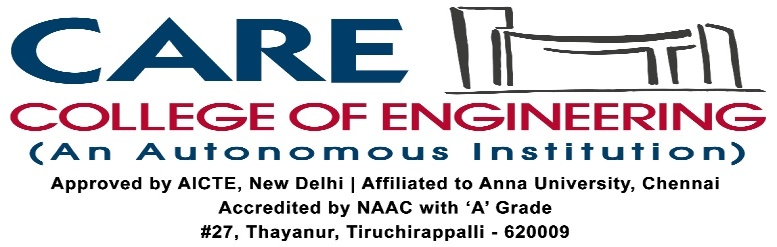 CARE
COLLEGE OF ENGINEERING
(An Autonomous Institution)
Approved by AICTE, New Delhi | Affiliated to Anna University, Chennai
Accredited by NAAC with ‘A’ Grade
#27, Thayanur, Tiruchirappalli - 620009